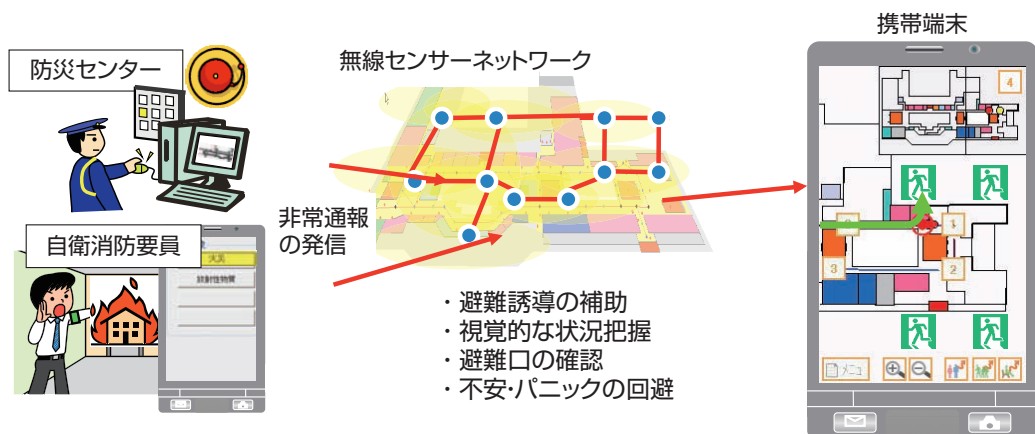 携帯端末
防災センター
無線センサーネットワーク
4
非常通報
の発信
自衛消防要員
火災
放射性物質
1
3
2
・避難誘導の補助
・視覚的な状況把握
・避難口の確認
・不安・パニックの回避
メニュー